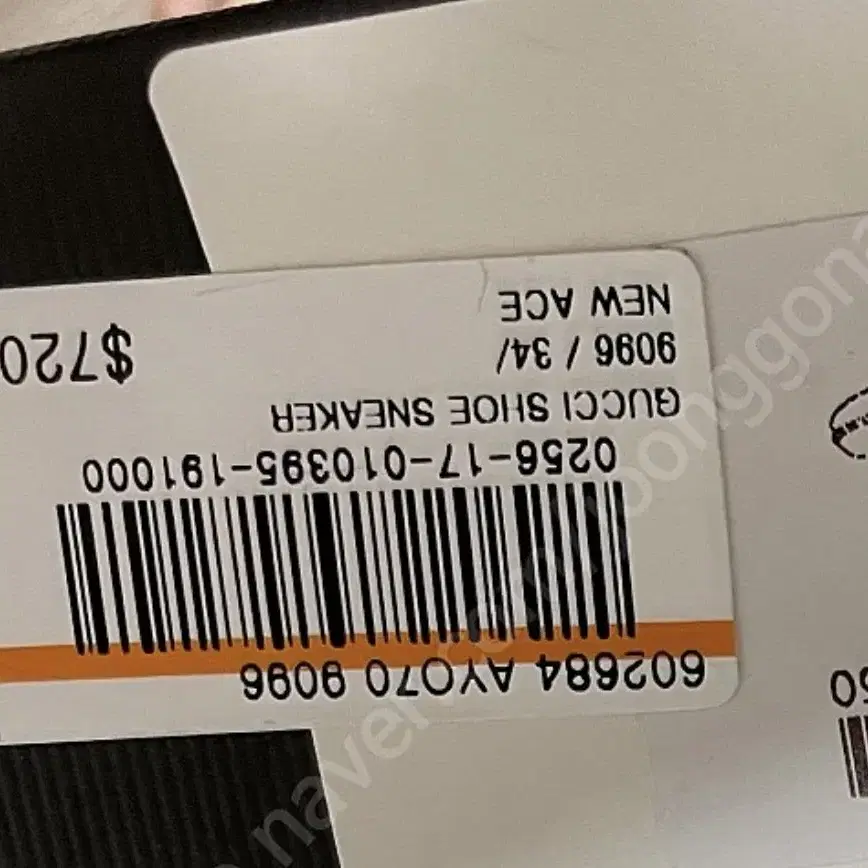 602684 AYO70 9096
0256-17-010395-191000
GUCCI SHOE SNEAKER
9096 / 34/ $720
NEW ACE